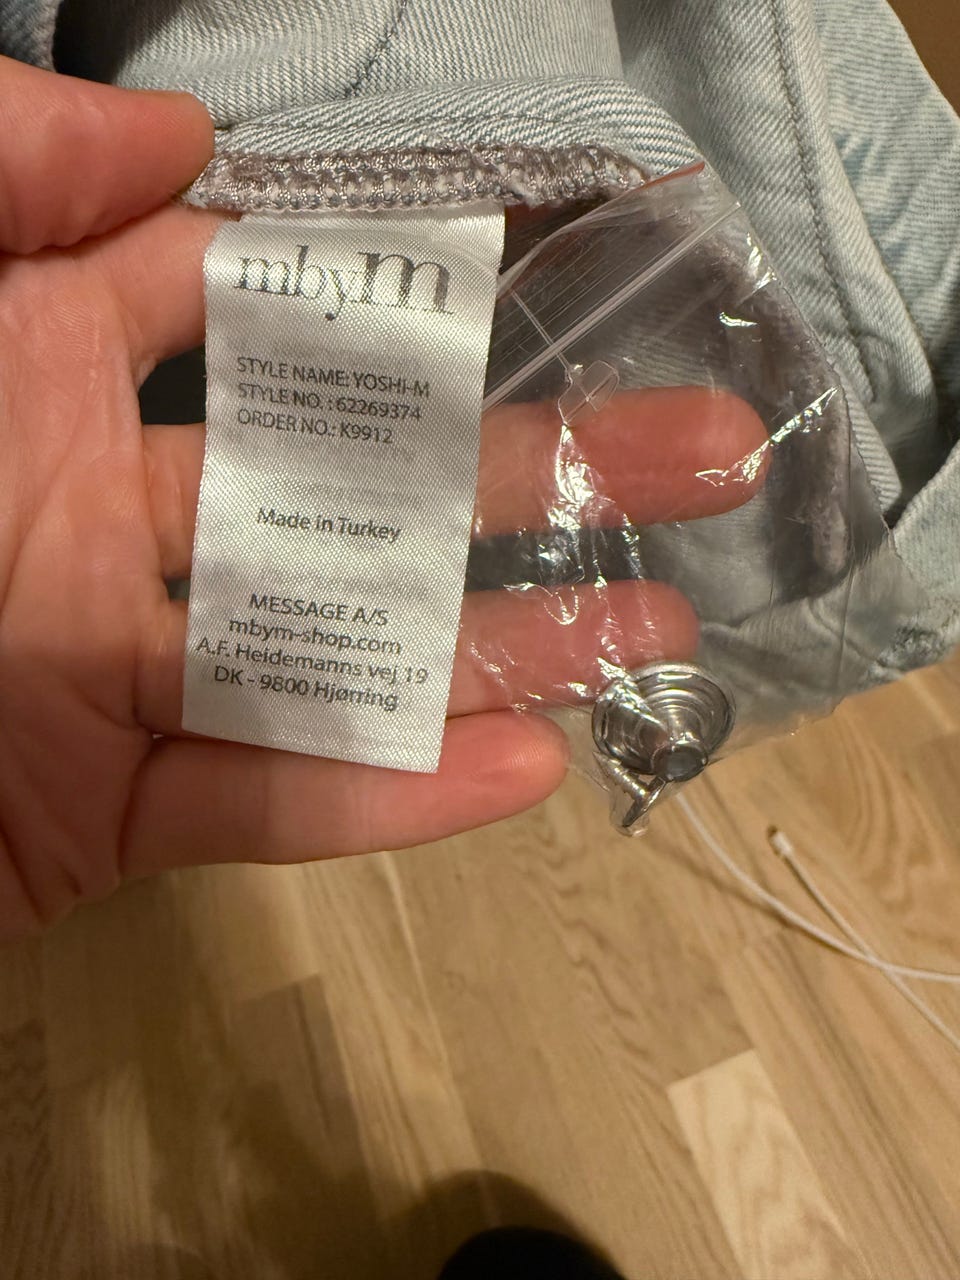 mbym
STYLE NAME: YOSHI-M
STYLE NO. : 62269374
ORDER NO.: K9912
Made in Turkey
MESSAGE A/S
mbym-shop.com
A.F. Heidemanns vej 19
DK - 9800 Hjørring